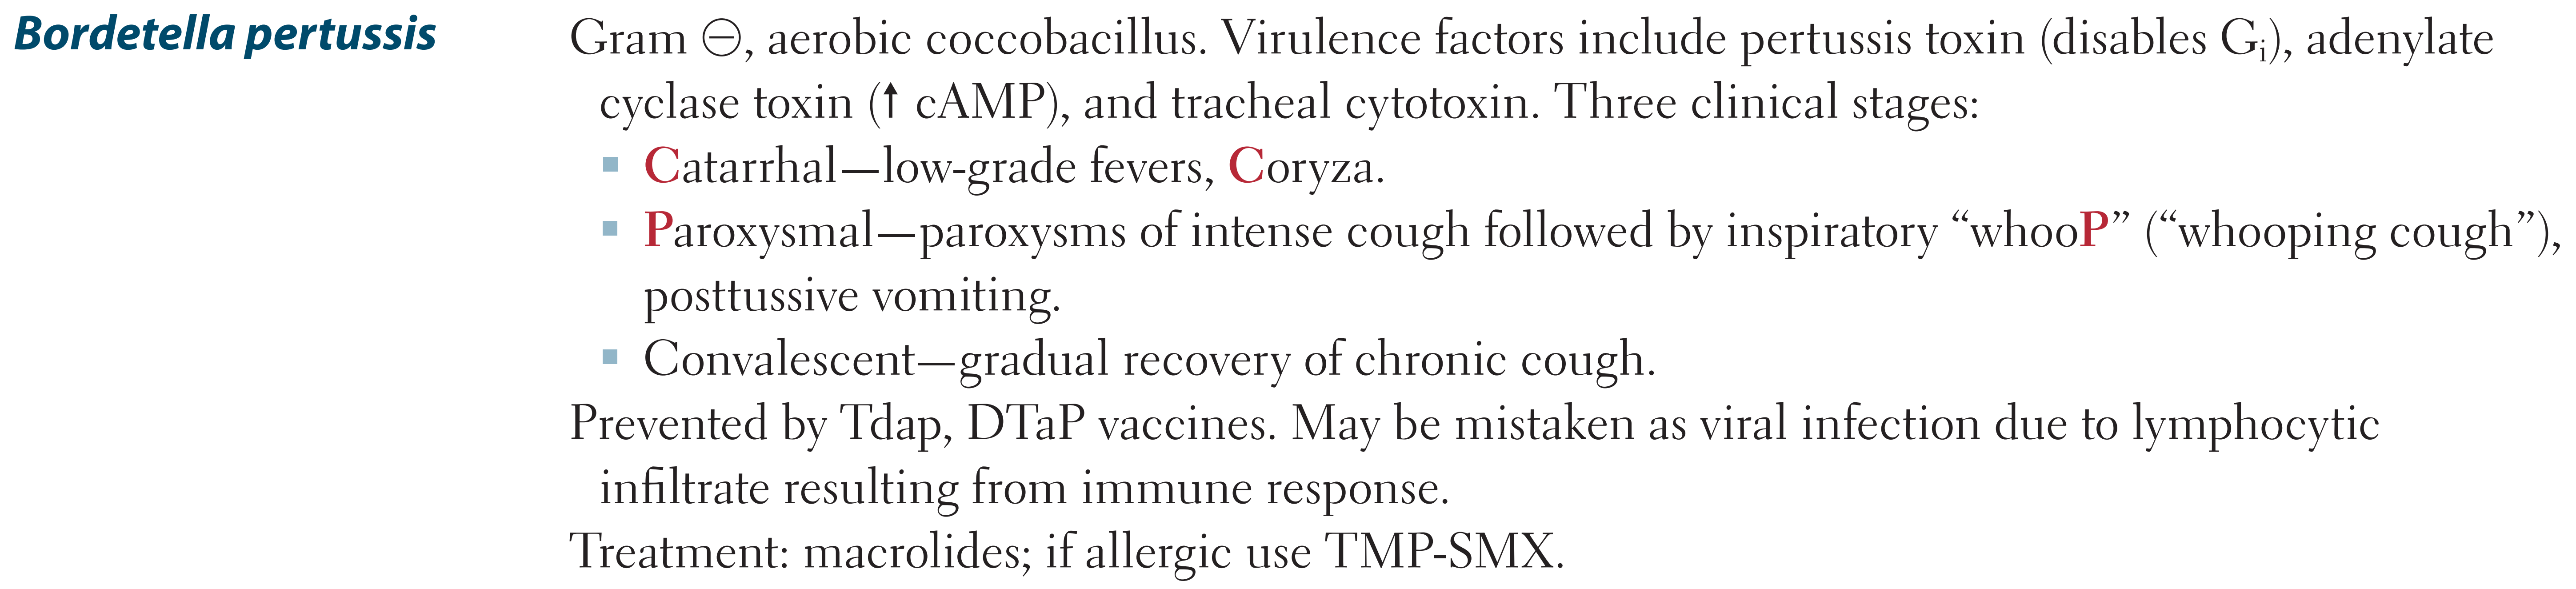 Bordetella pertussis
Gram ⊖, aerobic coccobacillus. Virulence factors include pertussis toxin (disables Gᵢ), adenylate
cyclase toxin (↑ cAMP), and tracheal cytotoxin. Three clinical stages:
▪ Catarrhal—low-grade fevers, Coryza.
▪ Paroxysmal—paroxysms of intense cough followed by inspiratory “whooP” (“whooping cough”),
posttussive vomiting.
▪ Convalescent—gradual recovery of chronic cough.
Prevented by Tdap, DTaP vaccines. May be mistaken as viral infection due to lymphocytic
infiltrate resulting from immune response.
Treatment: macrolides; if allergic use TMP-SMX.